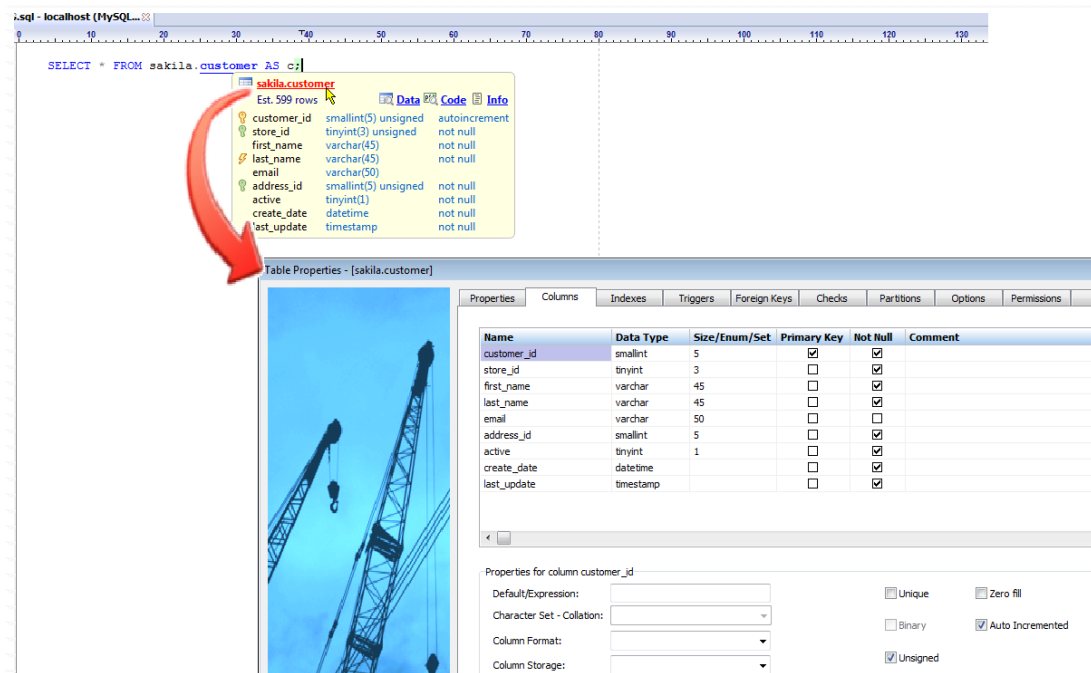 s.sql - localhost (MySQL...
0 10 20 30 40 50 60 70 80 90 100 110 120 130
SELECT * FROM sakila.customer AS c;
sakila.customer
Est. 599 rows Data Code Info
customer_id smallint(5) unsigned autoincrement
store_id tinyint(3) unsigned not null
first_name varchar(45) not null
last_name varchar(45) not null
email varchar(50)
address_id smallint(5) unsigned not null
active tinyint(1) not null
create_date datetime not null
last_update timestamp not null
Table Properties - [sakila.customer]
Properties Columns Indexes Triggers Foreign Keys Checks Partitions Options Permissions
Name Data Type Size/Enum/Set Primary Key Not Null Comment
customer_id smallint 5
store_id tinyint 3
first_name varchar 45
last_name varchar 45
email varchar 50
address_id smallint 5
active tinyint 1
create_date datetime
last_update timestamp
Properties for column customer_id
Default/Expression: Unique Zero fill
Character Set - Collation: Binary Auto Incremented
Column Format:
Column Storage: Unsigned